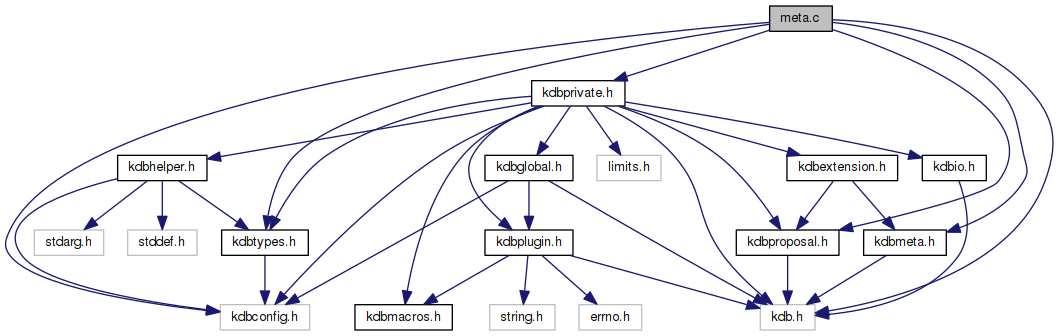 meta.c
kdbprivate.h
kdbhelper.h
kdbglobal.h
limits.h
kdbextension.h
kdbio.h
stdarg.h
stddef.h
kdbtypes.h
kdbplugin.h
kdbproposal.h
kdbmeta.h
kdbconfig.h
kdbmacros.h
string.h
errno.h
kdb.h